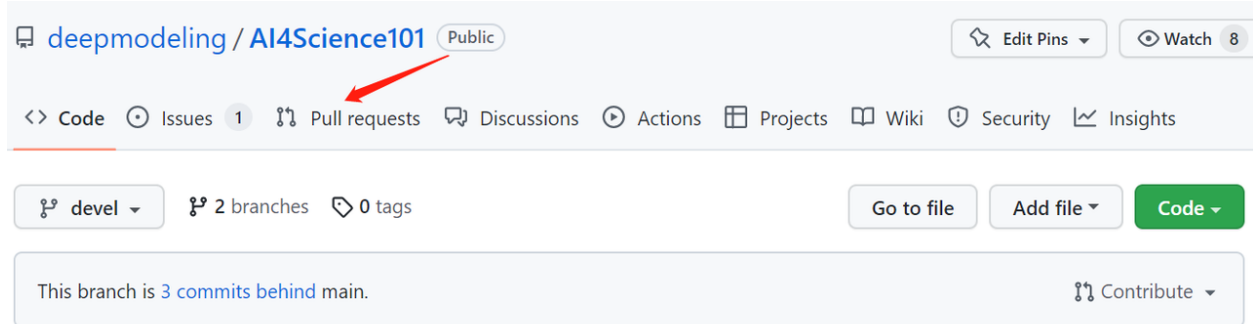 deepmodeling / AI4Science101 Public Edit Pins Watch 8
Code Issues 1 Pull requests Discussions Actions Projects Wiki Security Insights
devel 2 branches 0 tags Go to file Add file Code
This branch is 3 commits behind main. Contribute